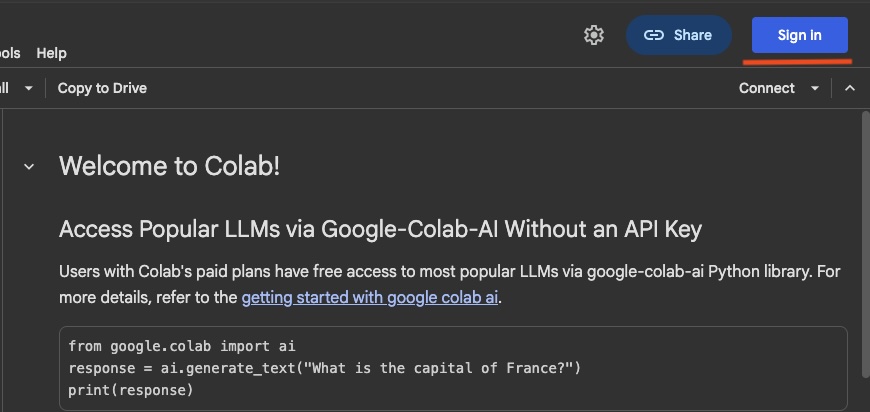 Share
Sign in
ols Help
ll
Copy to Drive
Connect
Welcome to Colab!
Access Popular LLMs via Google-Colab-AI Without an API Key
Users with Colab's paid plans have free access to most popular LLMs via google-colab-ai Python library. For
more details, refer to the getting started with google colab ai.
from google.colab import ai
response = ai.generate_text("What is the capital of France?")
print(response)